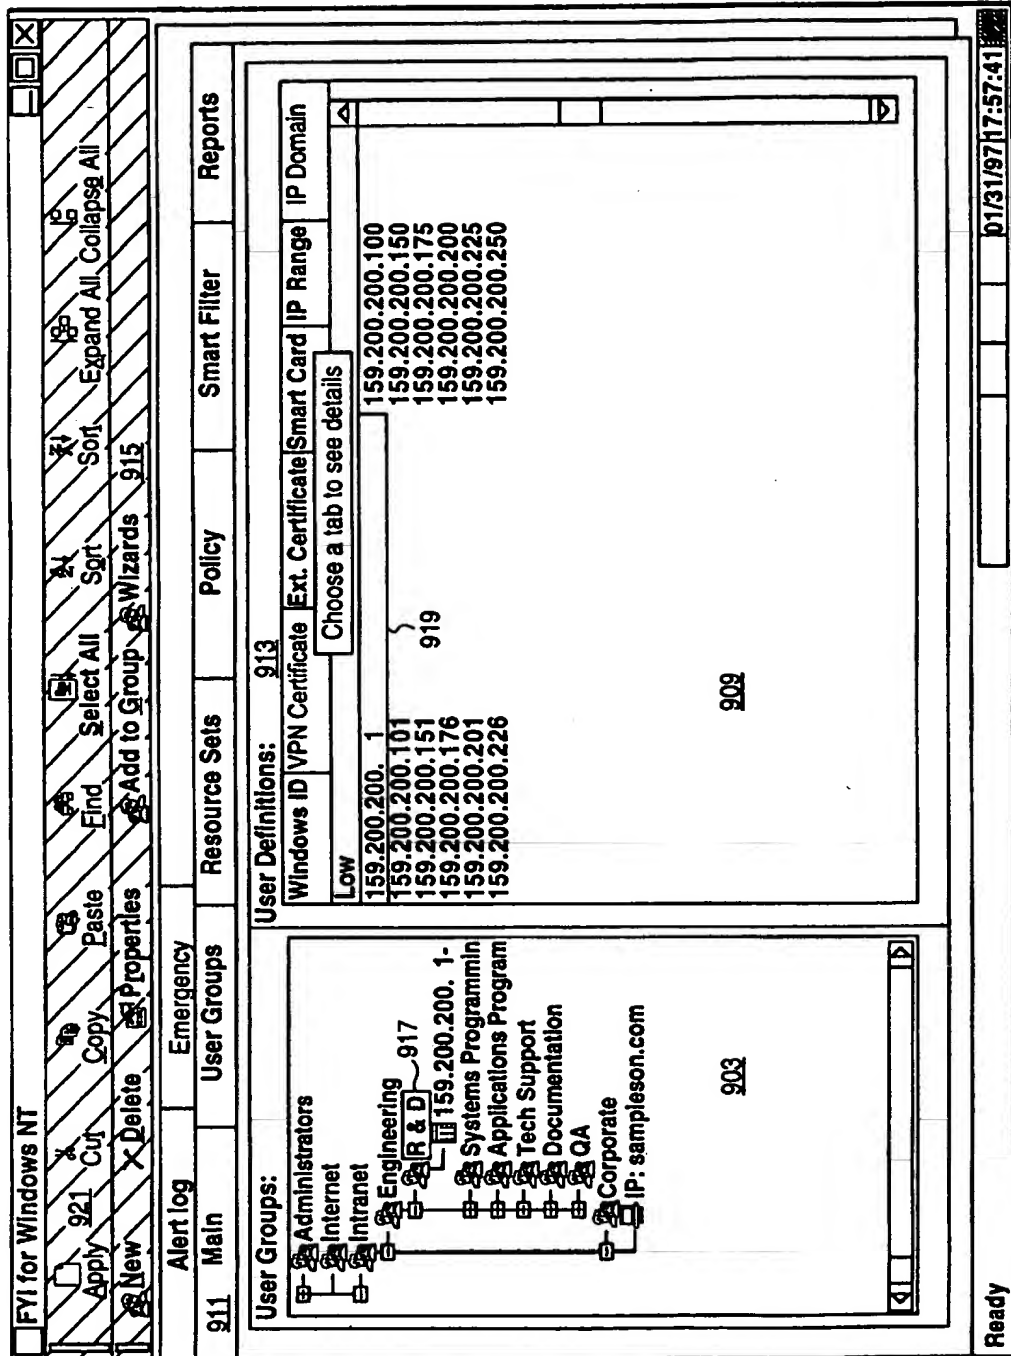 FYI for Windows NT
921
Apply Cut Copy Paste Find Select All Sort Sort Expand All Collapse All
New Delete Properties Add to Group Wizards 915
Alert log Emergency
911 Main User Groups Resource Sets Policy Smart Filter Reports
User Groups:
Administrators
Internet
Intranet
Engineering
R & D 917
159.200.200. 1-
Systems Programmin
Applications Program
Tech Support
Documentation
QA
Corporate
IP: sampleson.com
903
User Definitions: 913
Windows ID VPN Certificate Ext. Certificate Smart Card IP Range IP Domain
Choose a tab to see details
Low
159.200.200. 1 159.200.200.100
159.200.200.101 159.200.200.150
159.200.200.151 159.200.200.175
159.200.200.176 159.200.200.200
159.200.200.201 159.200.200.225
159.200.200.226 159.200.200.250
919
909
Ready 01/31/97 17:57:41